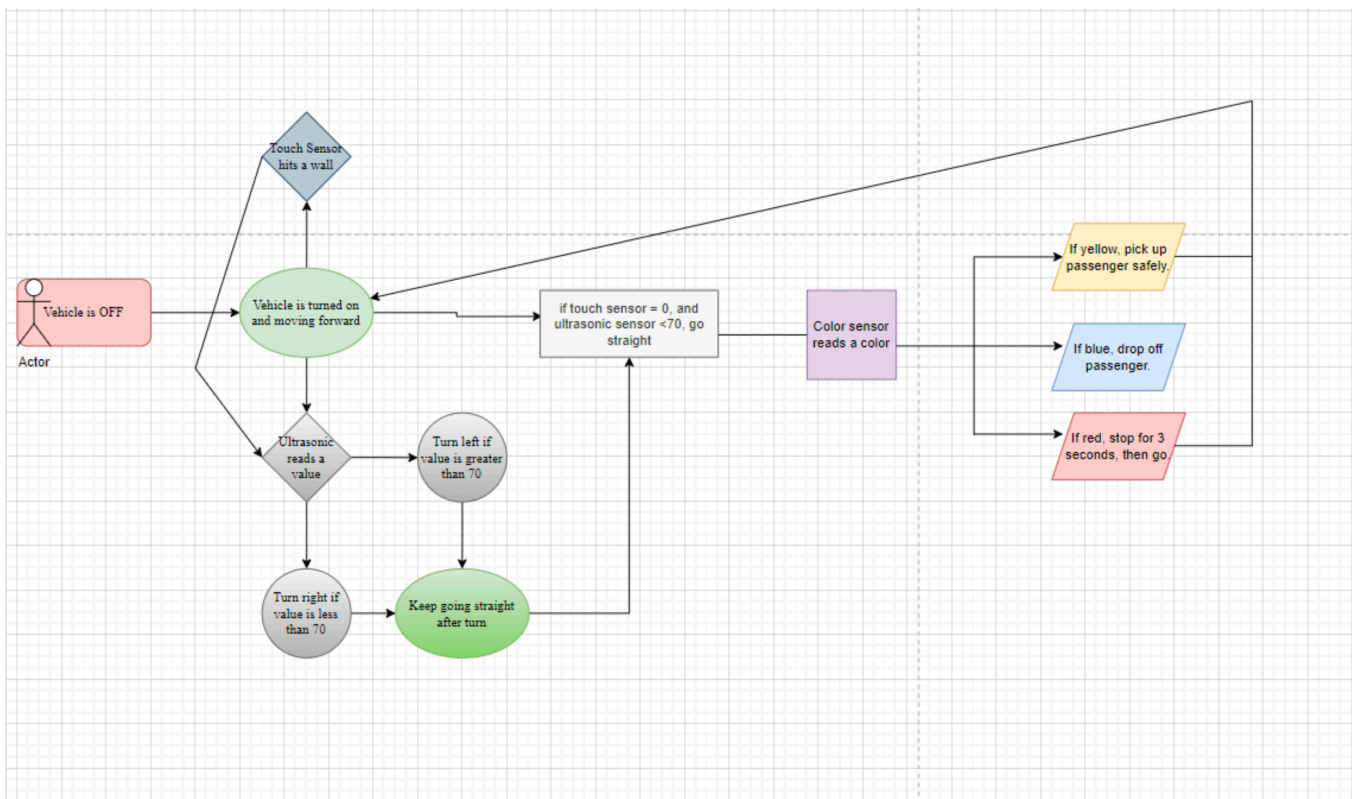 Touch Sensor
hits a wall
Vehicle is OFF
Actor
Vehicle is turned on
and moving forward
if touch sensor = 0, and
ultrasonic sensor <70, go
straight
Color sensor
reads a color
If yellow, pick up
passenger safely.
If blue, drop off
passenger.
If red, stop for 3
seconds, then go.
Ultrasonic
reads a
value
Turn left if
value is greater
than 70
Turn right if
value is less
than 70
Keep going straight
after turn